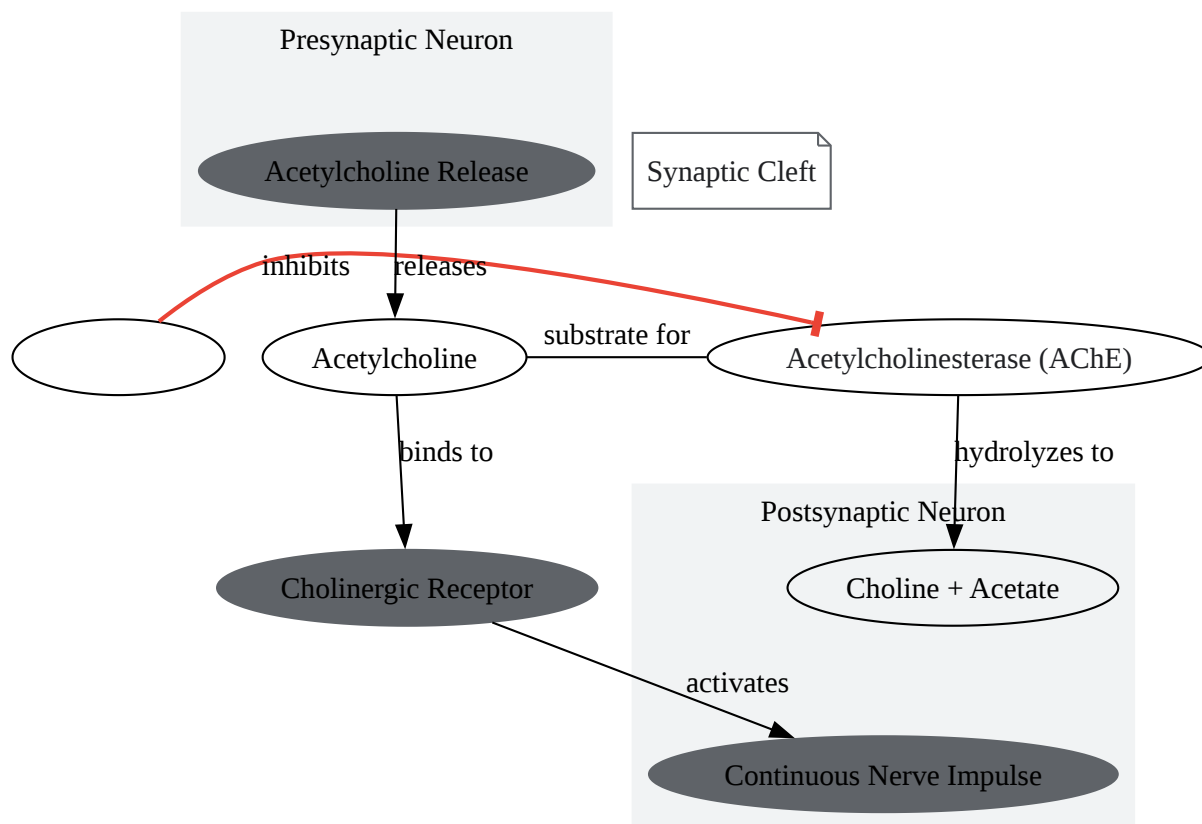 Presynaptic Neuron
Acetylcholine Release
Synaptic Cleft
inhibits
releases
Acetylcholine
substrate for
Acetylcholinesterase (AChE)
binds to
hydrolyzes to
Postsynaptic Neuron
Cholinergic Receptor
Choline + Acetate
activates
Continuous Nerve Impulse